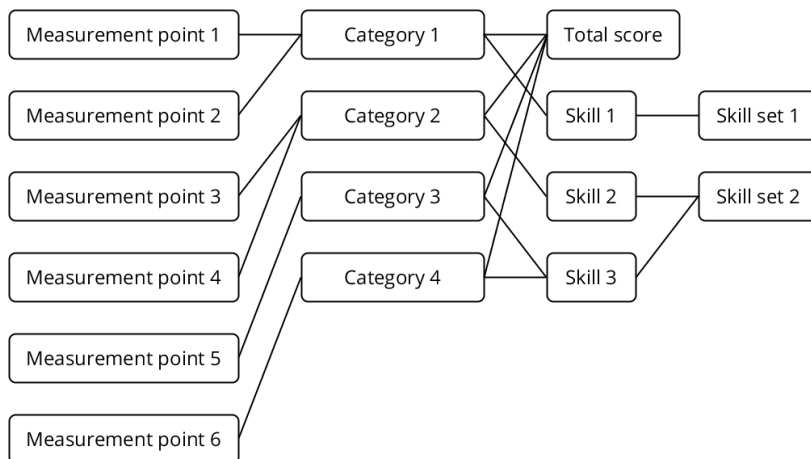 Measurement point 1
Category 1
Total score
Measurement point 2
Category 2
Skill 1
Skill set 1
Measurement point 3
Category 3
Skill 2
Skill set 2
Measurement point 4
Category 4
Skill 3
Measurement point 5
Measurement point 6